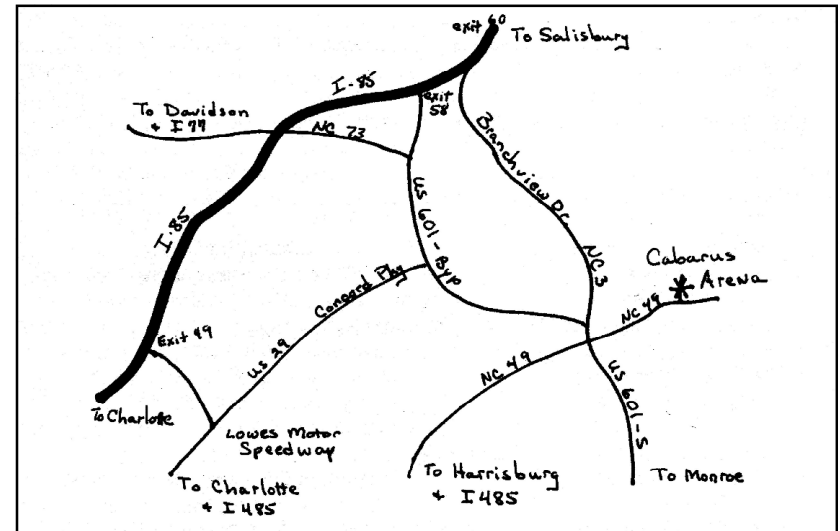 exit 60
To Salisbury
I-85
exit
58
To Davidson
& I 77
NC 73
Branchview Dr.
NC 3
US 601-Byp
I-85
Cabarus
Arena
NC 49
Concord Pky
US 29
Exit 49
NC 49
US 601-S
To Charlotte
Lowes Motor
Speedway
To Charlotte
& I 485
To Harrisburg
& I 485
To Monroe